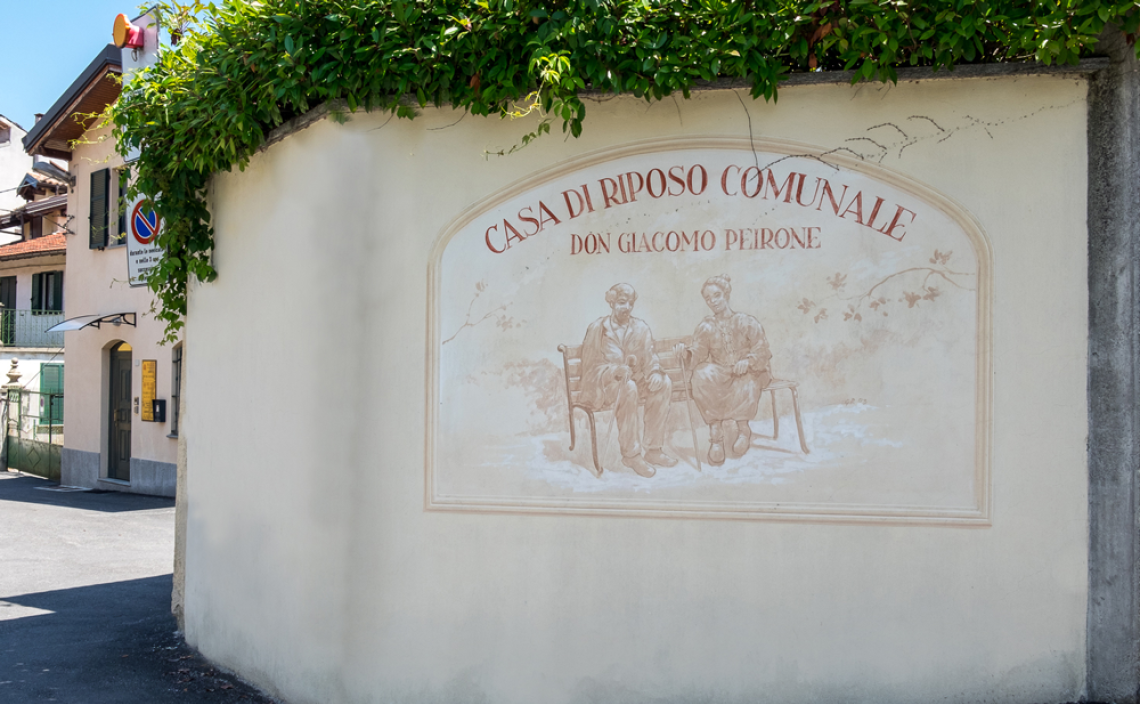 CASA DI RIPOSO COMUNALE
DON GIACOMO PEIRONE